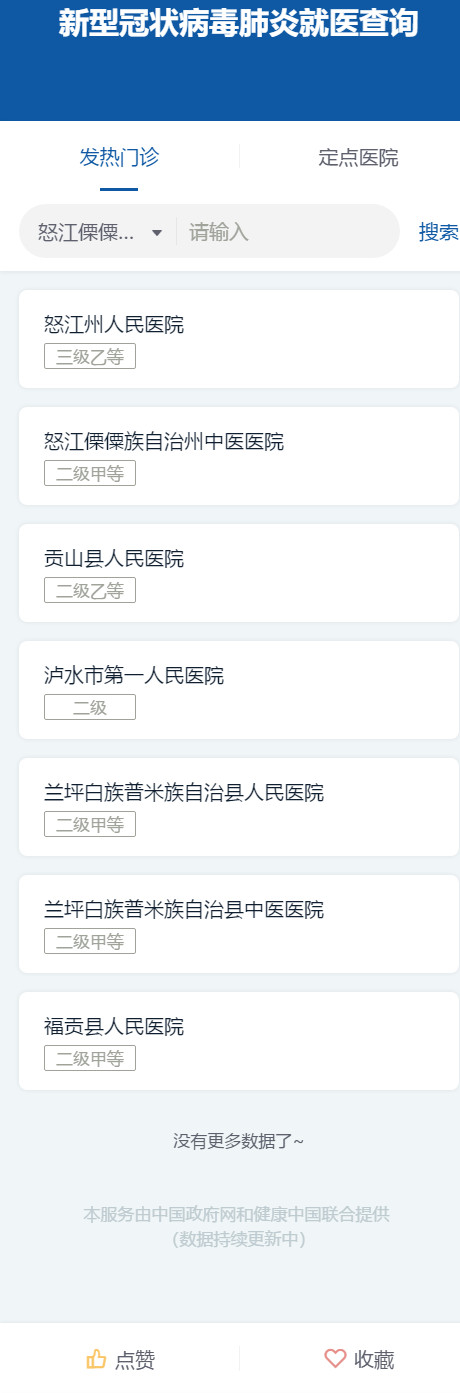 新型冠状病毒肺炎就医查询
发热门诊 定点医院
怒江傈僳... 请输入 搜索
怒江州人民医院
三级乙等
怒江傈僳族自治州中医医院
二级甲等
贡山县人民医院
二级乙等
泸水市第一人民医院
二级
兰坪白族普米族自治县人民医院
二级甲等
兰坪白族普米族自治县中医医院
二级甲等
福贡县人民医院
二级甲等
没有更多数据了~
本服务由中国政府网和健康中国联合提供
（数据持续更新中）
点赞 收藏